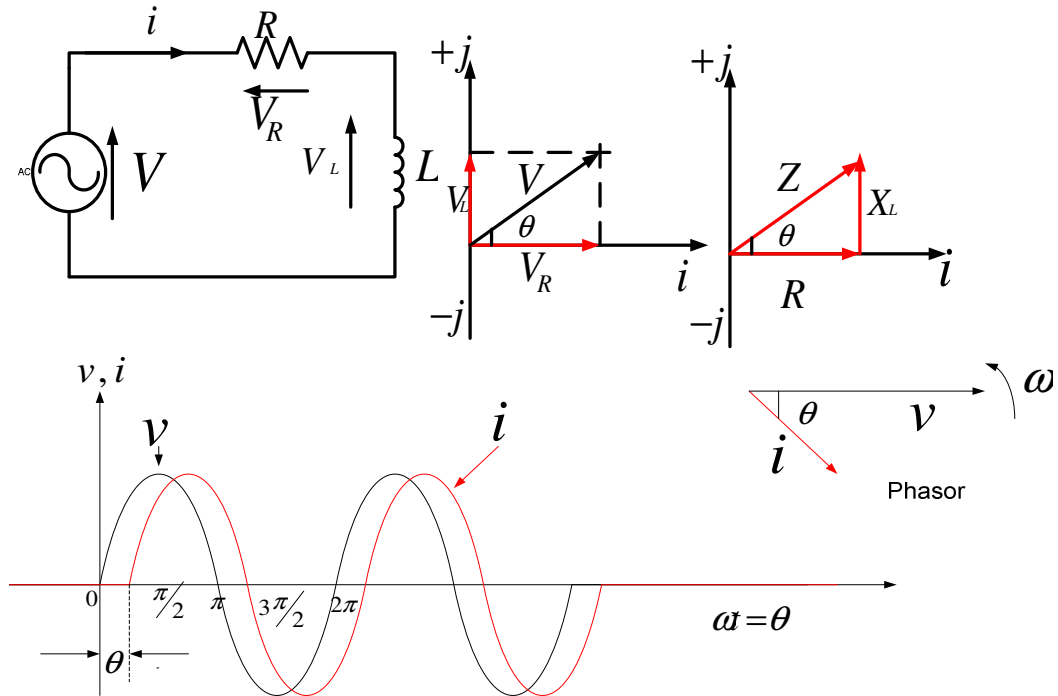 i
R
V_R
AC
V
V_L
L
+j
V_L
V
θ
V_R
i
−j
+j
Z
X_L
θ
R
i
−j
v, i
v
i
0
π/2
π
3π/2
2π
ωt = θ
θ
ω
v
θ
i
Phasor